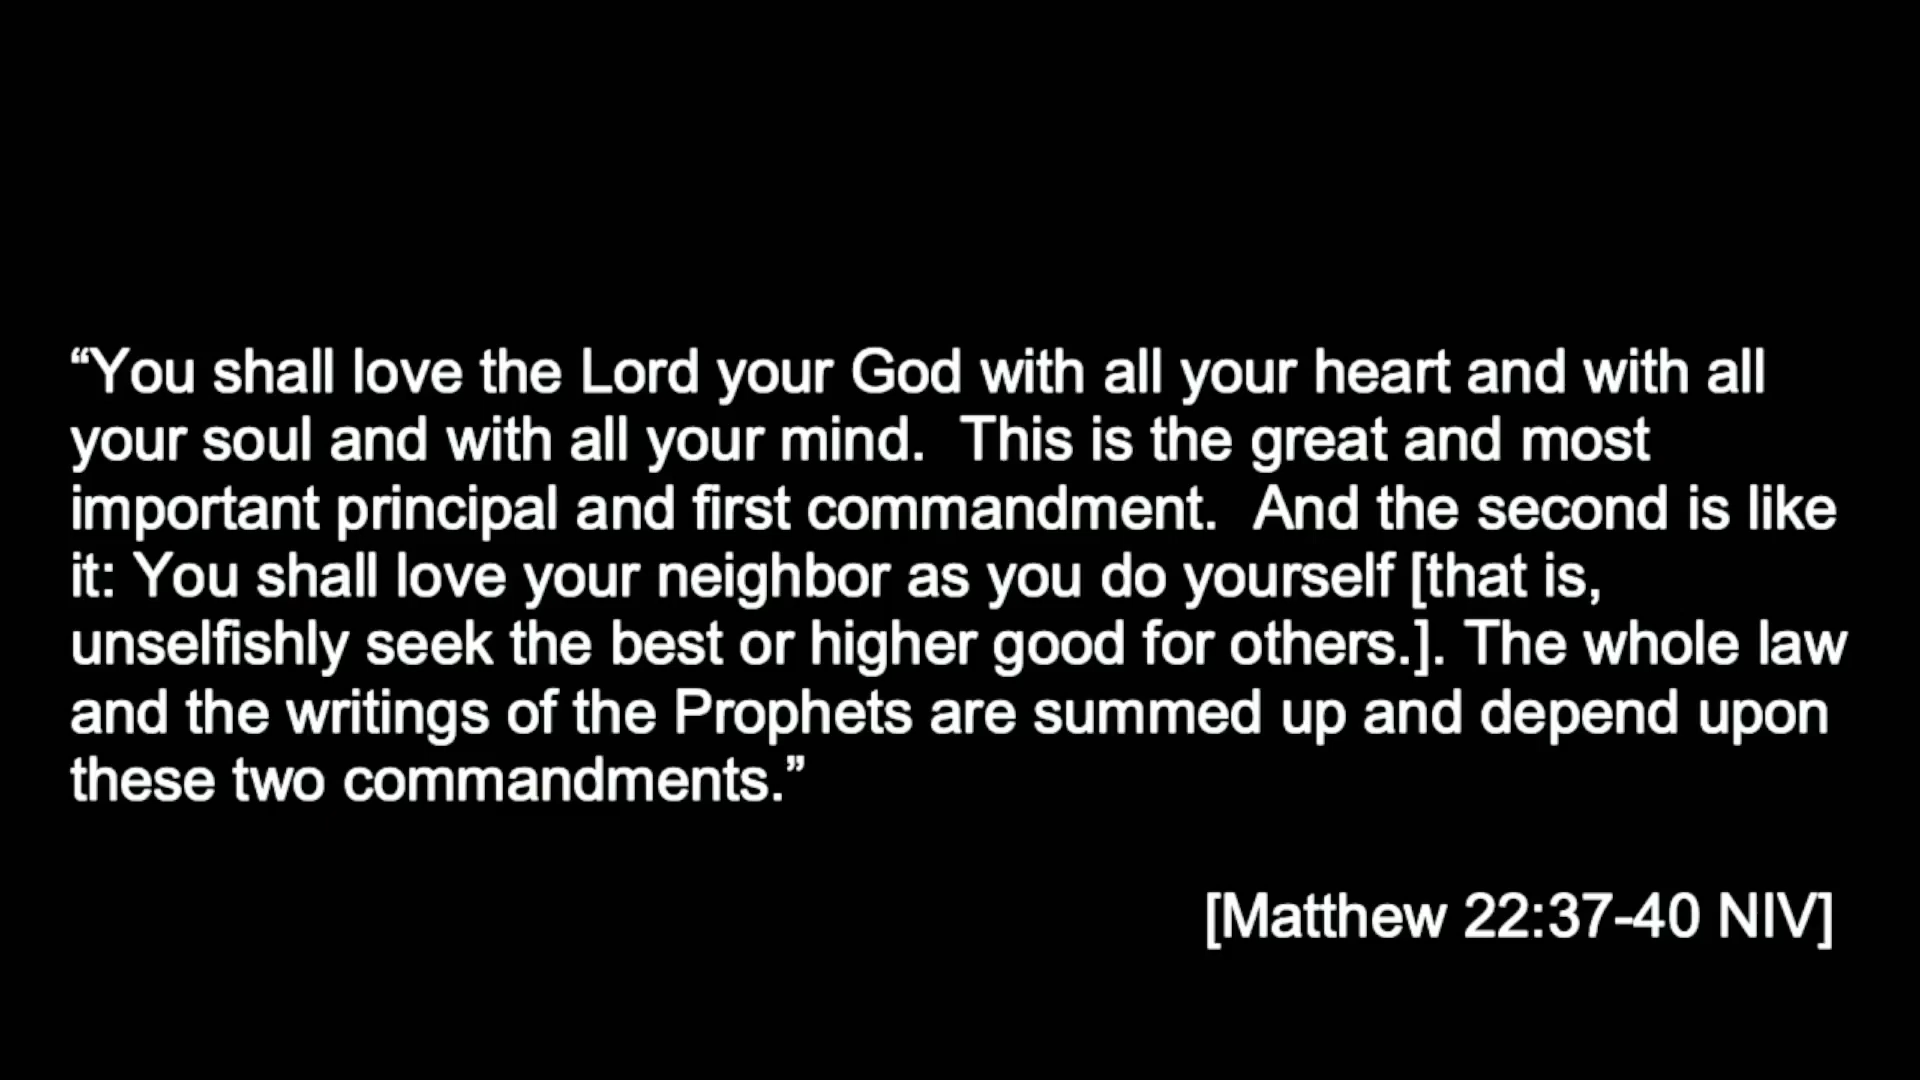 “You shall love the Lord your God with all your heart and with all
your soul and with all your mind.  This is the great and most
important principal and first commandment.  And the second is like
it: You shall love your neighbor as you do yourself [that is,
unselfishly seek the best or higher good for others.]. The whole law
and the writings of the Prophets are summed up and depend upon
these two commandments.”
[Matthew 22:37-40 NIV]